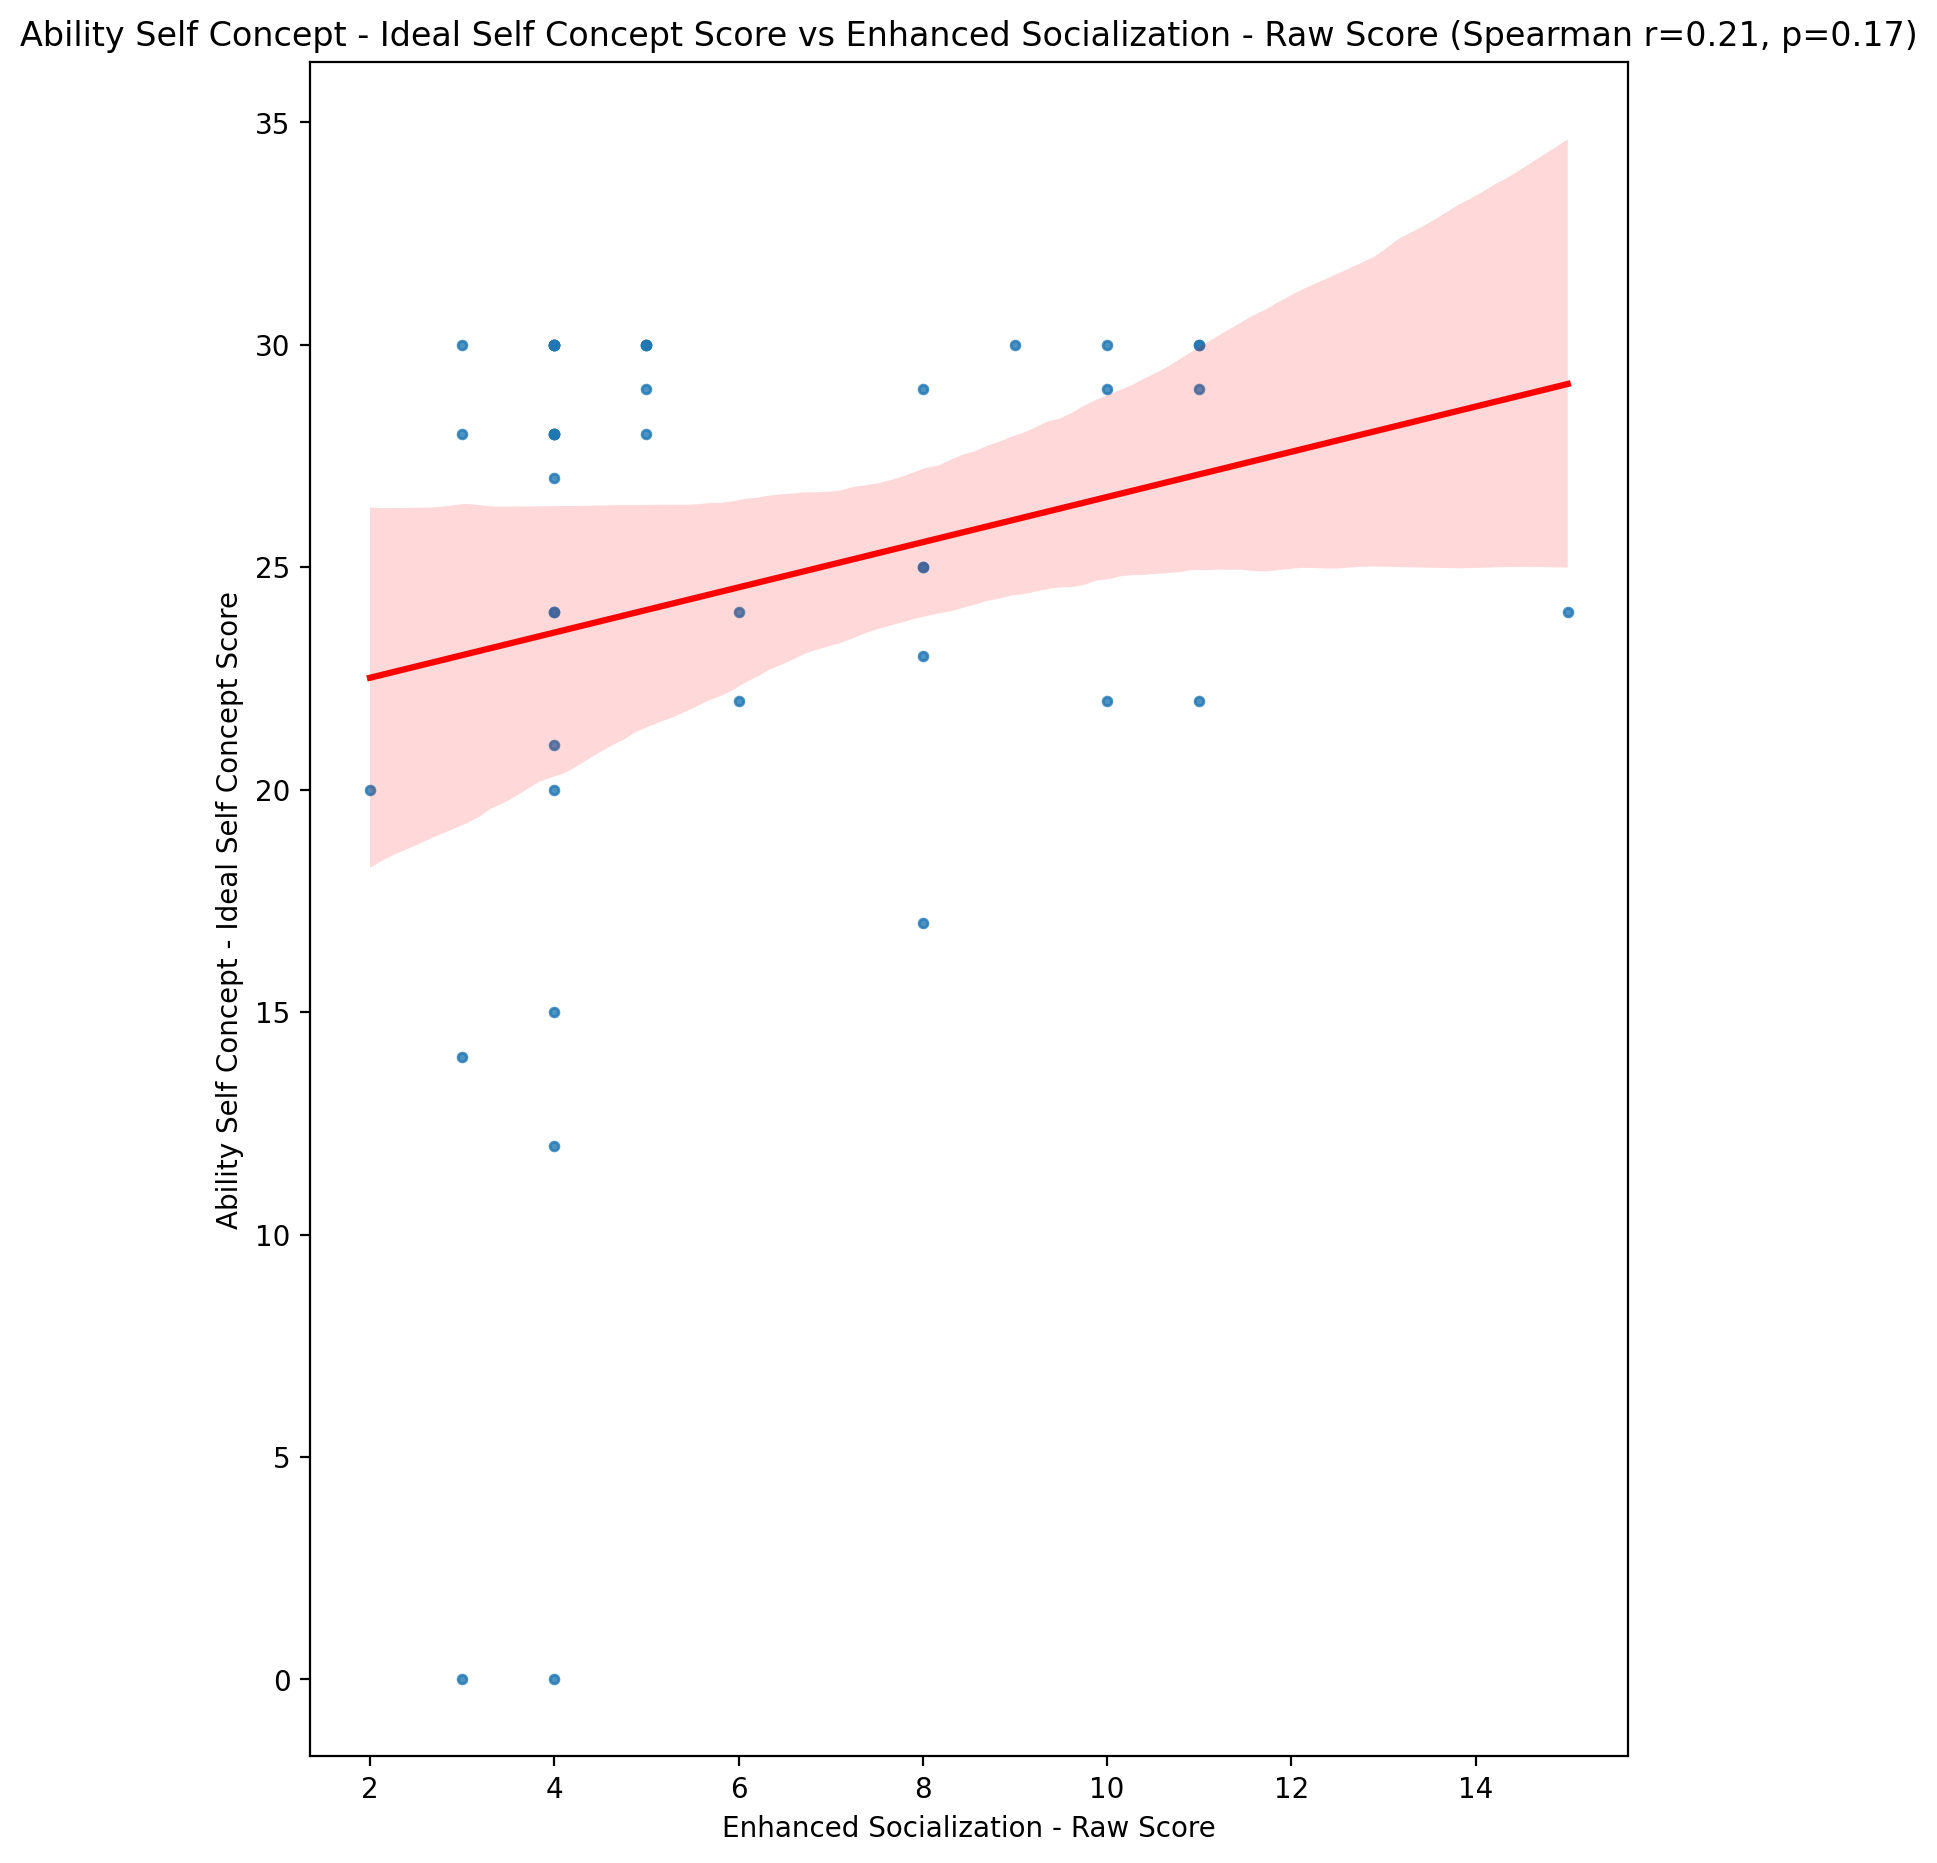 Ability Self Concept - Ideal Self Concept Score vs Enhanced Socialization - Raw Score (Spearman r=0.21, p=0.17)
Ability Self Concept - Ideal Self Concept Score
35
30
25
20
15
10
5
0
2 4 6 8 10 12 14
Enhanced Socialization - Raw Score